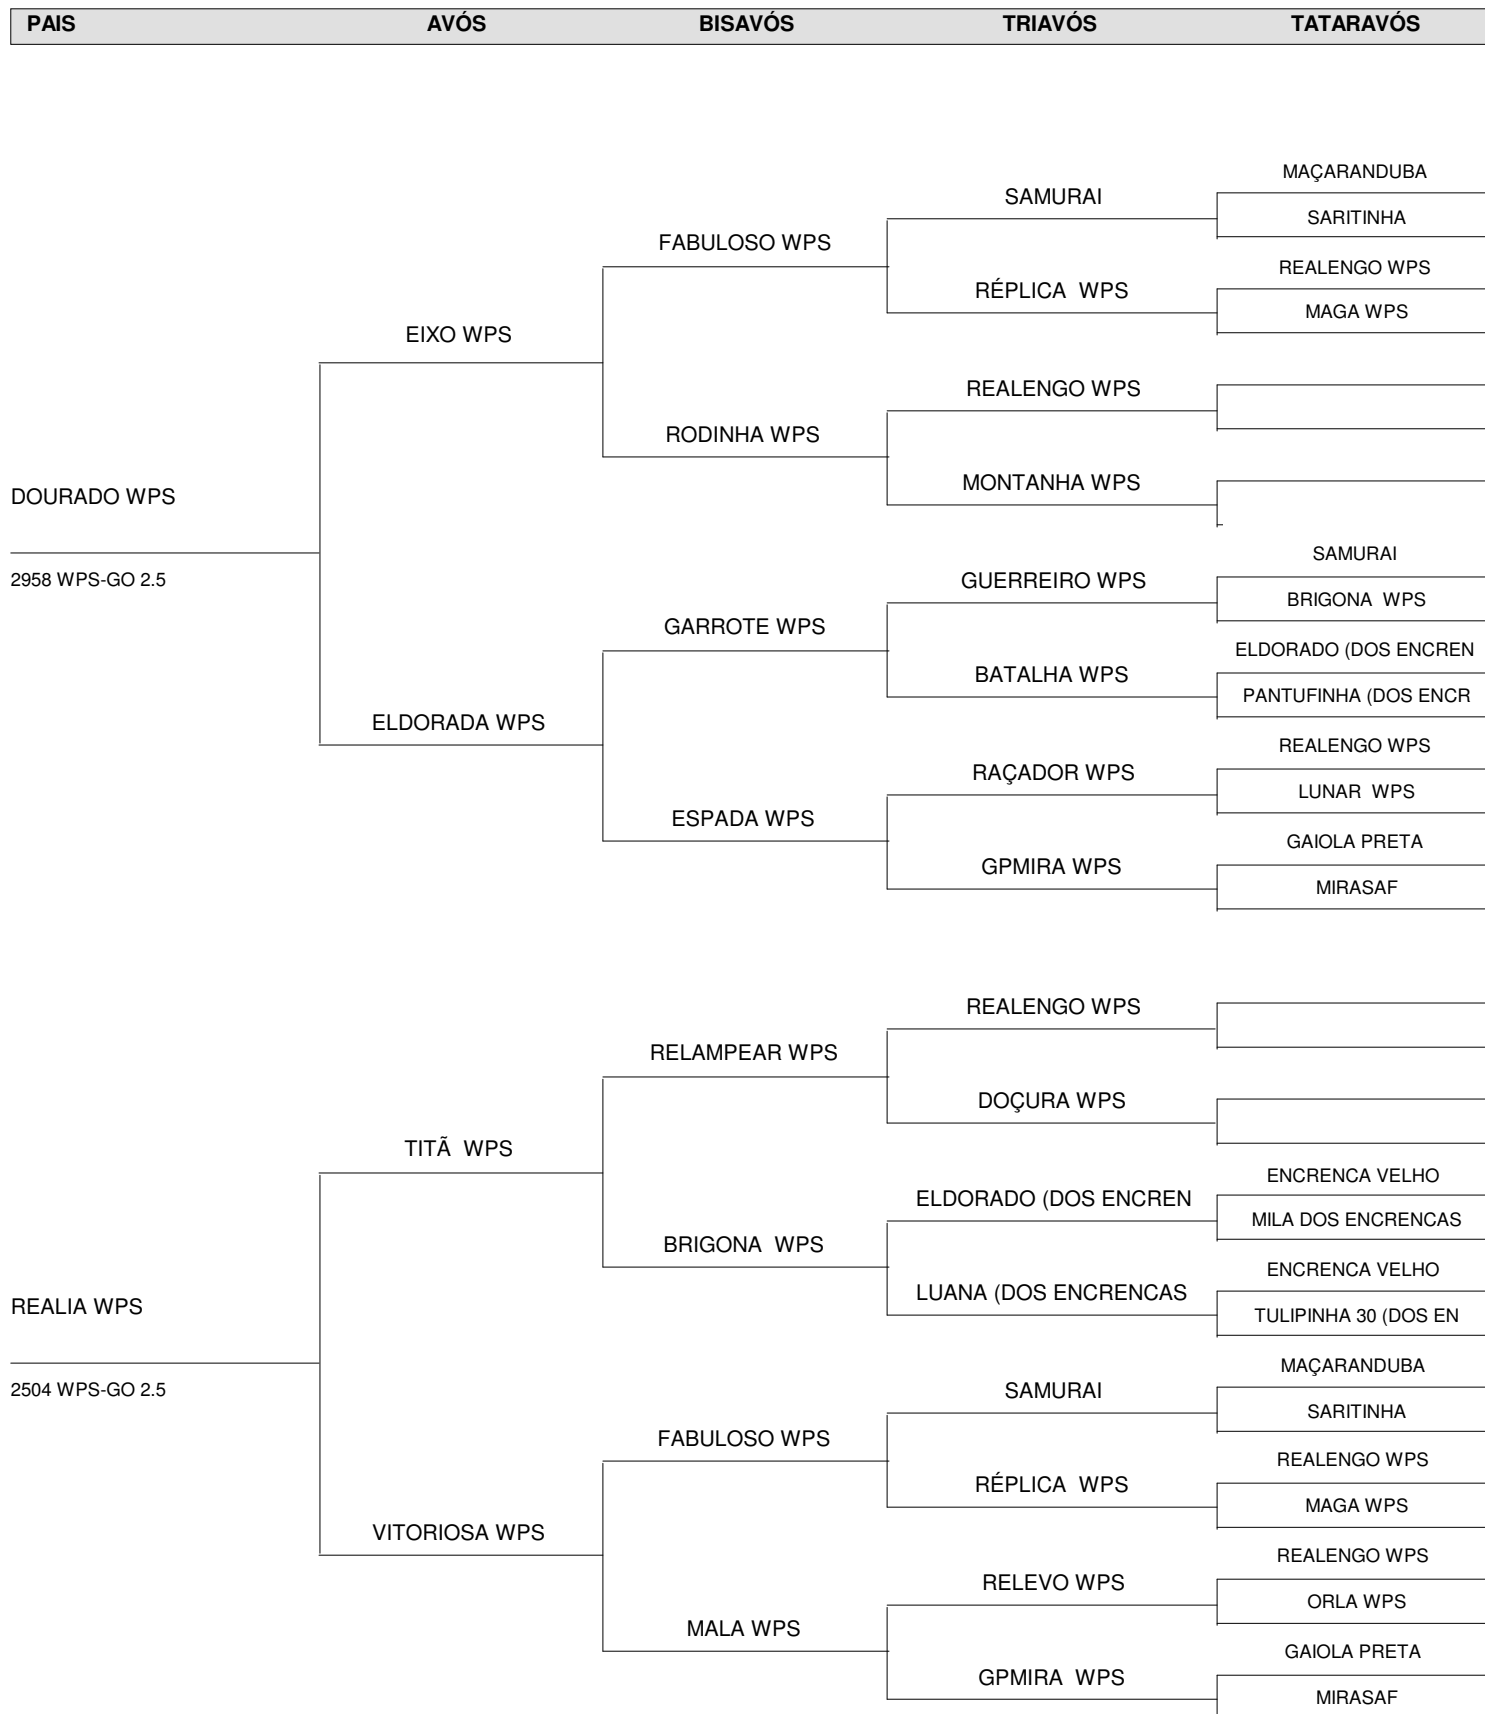 PAIS AVÓS BISAVÓS TRIAVÓS TATARAVÓS
MAÇARANDUBA
SAMURAI
SARITINHA
FABULOSO WPS
REALENGO WPS
RÉPLICA WPS
MAGA WPS
EIXO WPS
REALENGO WPS
RODINHA WPS
MONTANHA WPS
DOURADO WPS
SAMURAI
2958 WPS-GO 2.5
GUERREIRO WPS
BRIGONA WPS
GARROTE WPS
ELDORADO (DOS ENCREN
BATALHA WPS
PANTUFINHA (DOS ENCR
ELDORADA WPS
REALENGO WPS
RAÇADOR WPS
LUNAR WPS
ESPADA WPS
GAIOLA PRETA
GPMIRA WPS
MIRASAF
REALENGO WPS
RELAMPEAR WPS
DOÇURA WPS
TITÃ WPS
ENCRENCA VELHO
ELDORADO (DOS ENCREN
MILA DOS ENCRENCAS
BRIGONA WPS
ENCRENCA VELHO
LUANA (DOS ENCRENCAS
REALIA WPS
TULIPINHA 30 (DOS EN
MAÇARANDUBA
2504 WPS-GO 2.5
SAMURAI
SARITINHA
FABULOSO WPS
REALENGO WPS
RÉPLICA WPS
MAGA WPS
VITORIOSA WPS
REALENGO WPS
RELEVO WPS
ORLA WPS
MALA WPS
GAIOLA PRETA
GPMIRA WPS
MIRASAF